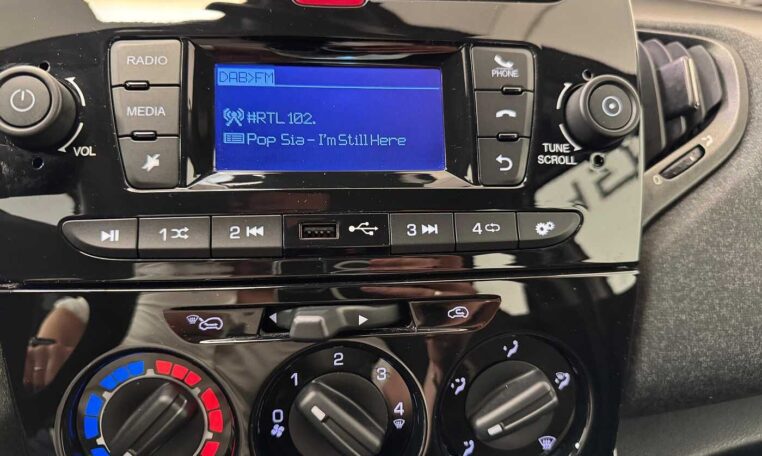 RADIO
MEDIA
VOL
DAB>FM
#RTL 102.
Pop Sia - I'm Still Here
PHONE
TUNE
SCROLL
1
2
3
4
0
1
2
3
4
0